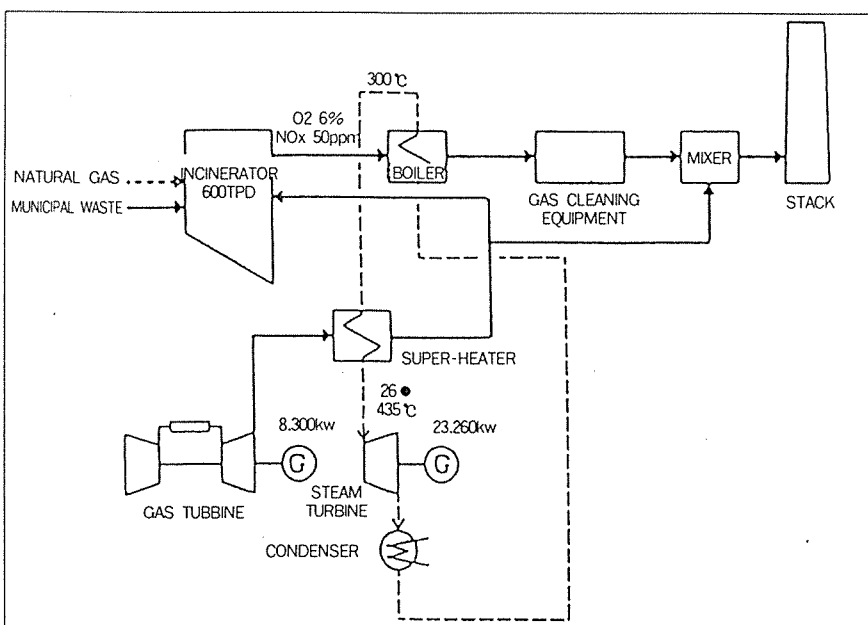 300℃
O2 6%
NOx 50ppm
NATURAL GAS
MUNICIPAL WASTE
INCINERATOR
600TPD
BOILER
GAS CLEANING
EQUIPMENT
MIXER
STACK
SUPER-HEATER
26
435℃
8.300kw
G
23.260kw
G
GAS TUBBINE
STEAM
TURBINE
CONDENSER